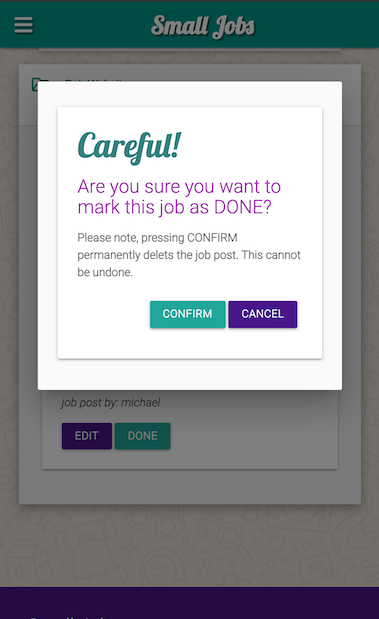 Small Jobs
Careful!
Are you sure you want to
mark this job as DONE?
Please note, pressing CONFIRM
permanently deletes the job post. This cannot
be undone.
CONFIRM
CANCEL
job post by: michael
EDIT
DONE